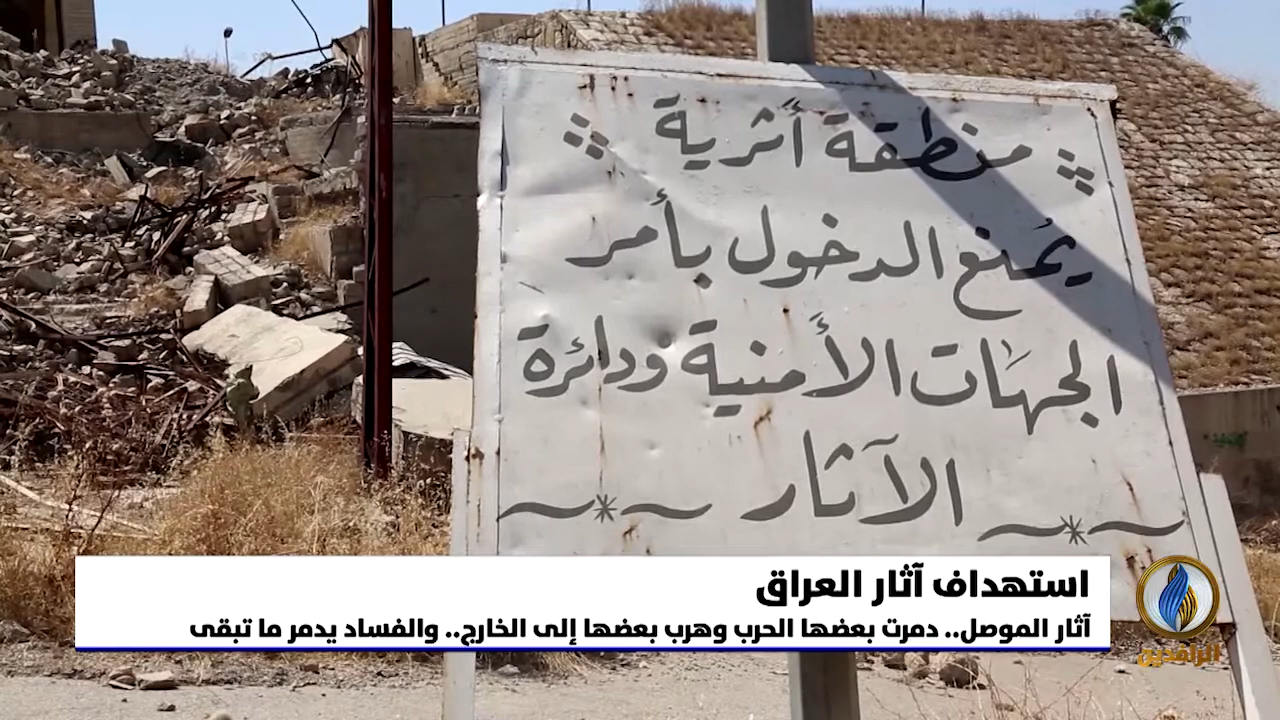 منطقة أثرية
يُمنع الدخول بأمر
الجهات الأمنية ودائرة
الآثار
استهداف آثار العراق
آثار الموصل.. دمرت بعضها الحرب وهرب بعضها إلى الخارج.. والفساد يدمر ما تبقى
الرافدين